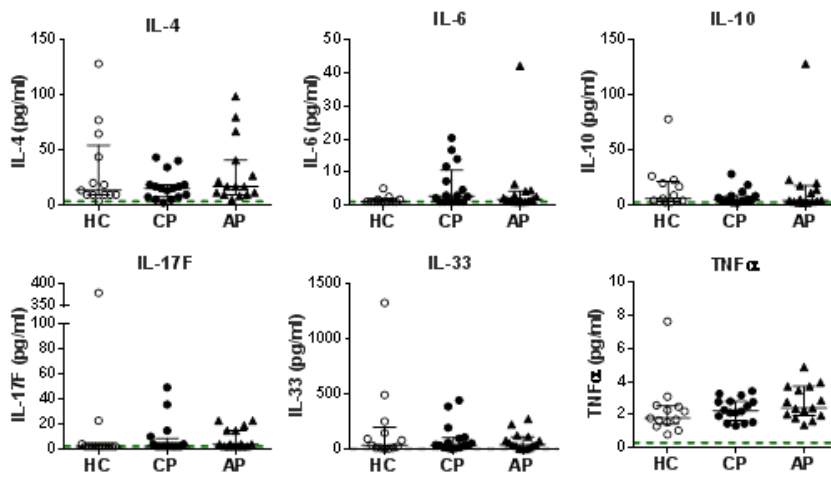 IL-4
IL-4 (pg/ml)
150
100
50
0
HC CP AP
IL-6
IL-6 (pg/ml)
50
40
30
20
10
0
HC CP AP
IL-10
IL-10 (pg/ml)
150
100
50
0
HC CP AP
IL-17F
IL-17F (pg/ml)
400
350
100
80
60
40
20
0
HC CP AP
IL-33
IL-33 (pg/ml)
1500
1000
500
0
HC CP AP
TNFα
TNFα (pg/ml)
10
8
6
4
2
0
HC CP AP